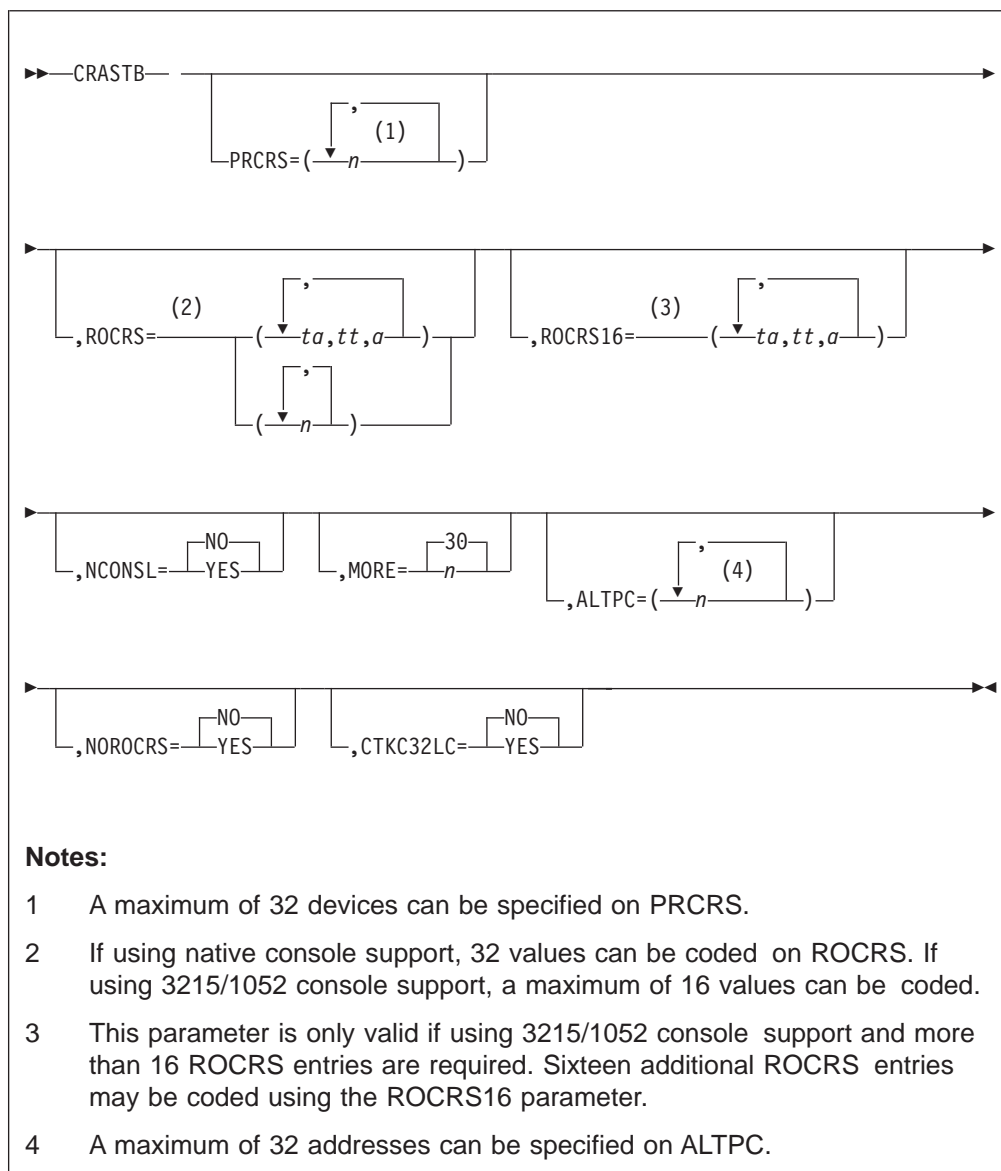 CRASTB
,
(1)
PRCRS=( n )
, ,
(2) (3)
,ROCRS= ( ta,tt,a ) ,ROCRS16= ( ta,tt,a )
,
( n )
NO 30 ,
,NCONSL= YES ,MORE= n (4)
,ALTPC=( n )
NO NO
,NOROCRS= YES ,CTKC32LC= YES
Notes:
1 A maximum of 32 devices can be specified on PRCRS.
2 If using native console support, 32 values can be coded on ROCRS. If
using 3215/1052 console support, a maximum of 16 values can be coded.
3 This parameter is only valid if using 3215/1052 console support and more
than 16 ROCRS entries are required. Sixteen additional ROCRS entries
may be coded using the ROCRS16 parameter.
4 A maximum of 32 addresses can be specified on ALTPC.